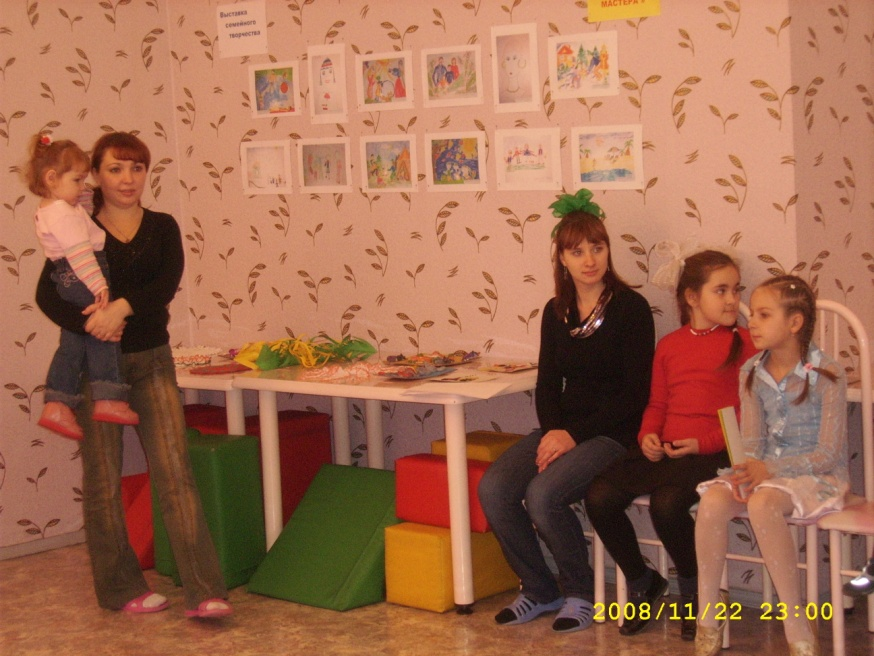 Выставка
семейного
творчества
МАСТЕРА"
2008/11/22 23:00